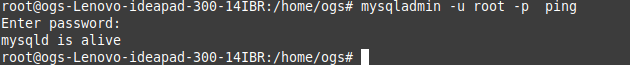 root@ogs-Lenovo-ideapad-300-14IBR:/home/ogs# mysqladmin -u root -p  ping
Enter password:
mysqld is alive
root@ogs-Lenovo-ideapad-300-14IBR:/home/ogs#